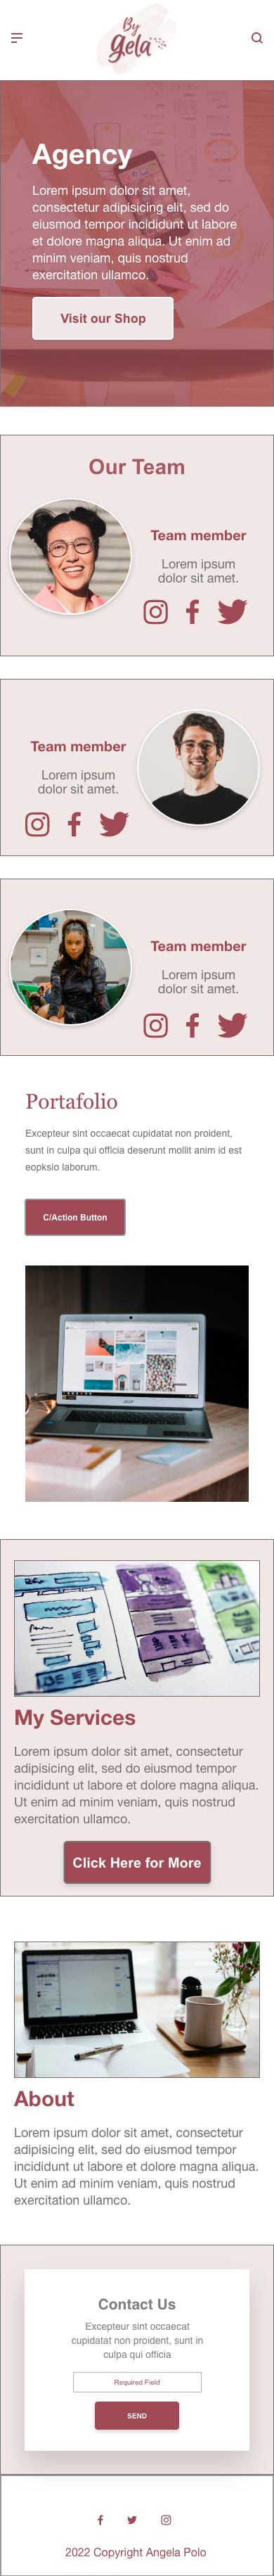 By
gela
Agency
Lorem ipsum dolor sit amet,
consectetur adipisicing elit, sed do
eiusmod tempor incididunt ut labore
et dolore magna aliqua. Ut enim ad
minim veniam, quis nostrud
exercitation ullamco.
Visit our Shop
Our Team
Team member
Lorem ipsum
dolor sit amet.
Team member
Lorem ipsum
dolor sit amet.
Team member
Lorem ipsum
dolor sit amet.
Portafolio
Excepteur sint occaecat cupidatat non proident,
sunt in culpa qui officia deserunt mollit anim id est
eopksio laborum.
C/Action Button
My Services
Lorem ipsum dolor sit amet, consectetur
adipisicing elit, sed do eiusmod tempor
incididunt ut labore et dolore magna aliqua.
Ut enim ad minim veniam, quis nostrud
exercitation ullamco.
Click Here for More
About
Lorem ipsum dolor sit amet, consectetur
adipisicing elit, sed do eiusmod tempor
incididunt ut labore et dolore magna aliqua.
Ut enim ad minim veniam, quis nostrud
exercitation ullamco.
Contact Us
Excepteur sint occaecat
cupidatat non proident, sunt in
culpa qui officia
Required Field
SEND
2022 Copyright Angela Polo